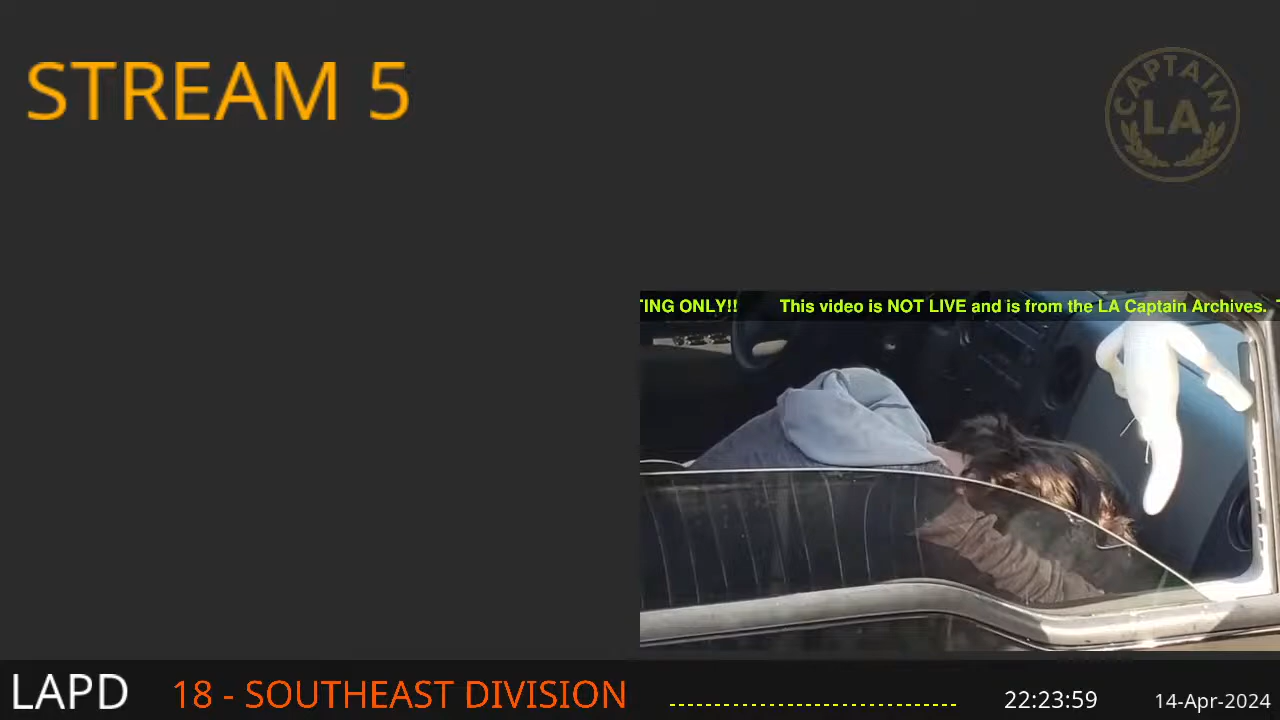 STREAM 5
CAPTAIN
LA
TING ONLY!! This video is NOT LIVE and is from the LA Captain Archives.
LAPD 18 - SOUTHEAST DIVISION 22:23:59 14-Apr-2024